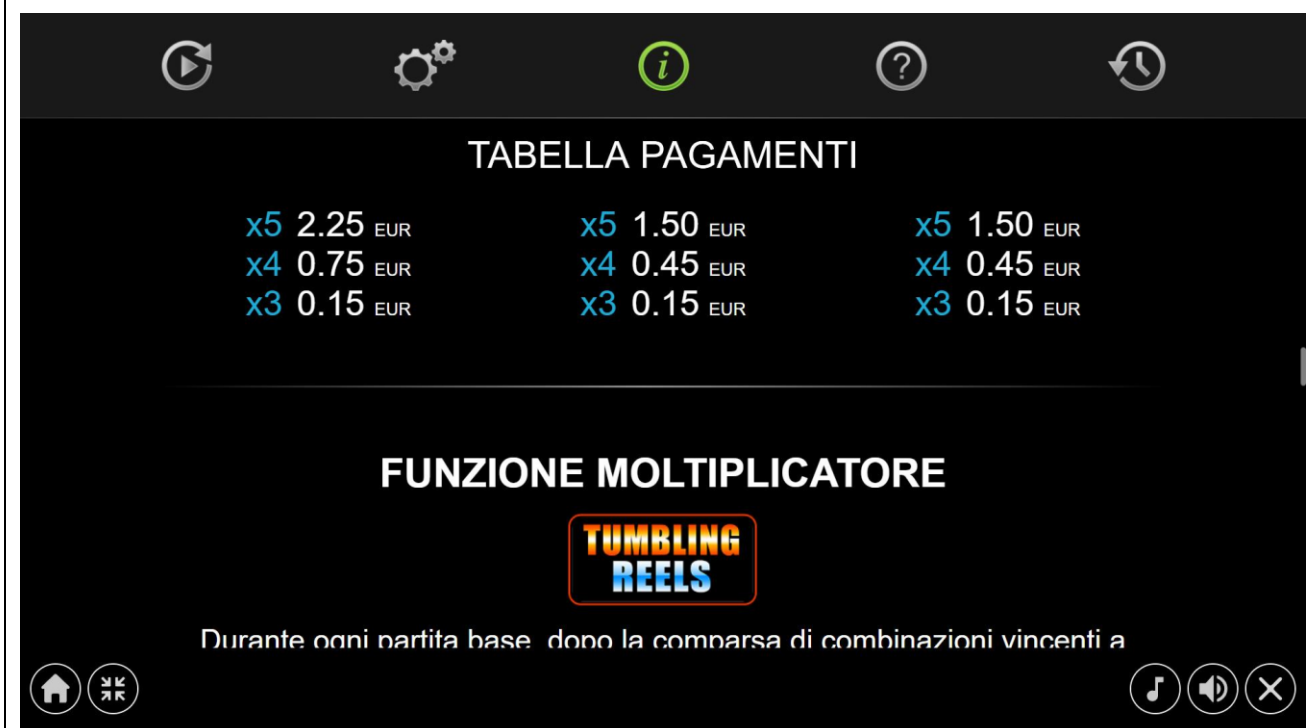 TABELLA PAGAMENTI
x5 2.25 EUR x5 1.50 EUR x5 1.50 EUR
x4 0.75 EUR x4 0.45 EUR x4 0.45 EUR
x3 0.15 EUR x3 0.15 EUR x3 0.15 EUR
FUNZIONE MOLTIPLICATORE
TUMBLING
REELS
Durante ogni partita base, dopo la comparsa di combinazioni vincenti a